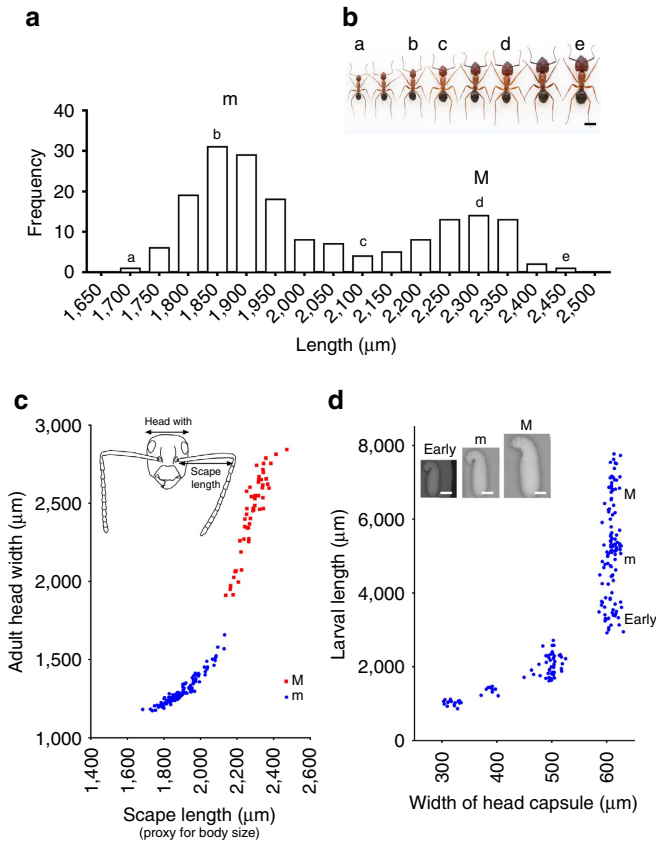 a
b
a b c d e
m
M
40
30
20
10
0
Frequency
a b c d e
1,650 1,700 1,750 1,800 1,850 1,900 1,950 2,000 2,050 2,100 2,150 2,200 2,250 2,300 2,350 2,400 2,450 2,500
Length (μm)
c
3,000
2,500
2,000
1,500
1,000
Adult head width (μm)
Head with
Scape
length
M
m
1,400 1,600 1,800 2,000 2,200 2,400 2,600
Scape length (μm)
(proxy for body size)
d
8,000
6,000
4,000
2,000
0
Larval length (μm)
Early m M
M
m
Early
300 400 500 600
Width of head capsule (μm)